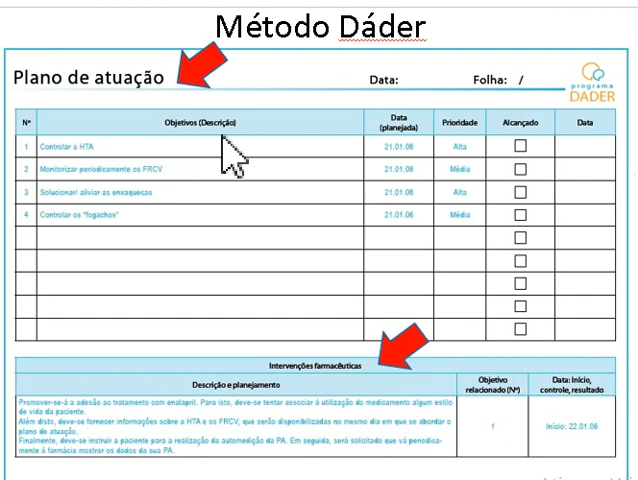 Método Dáder
Plano de atuação
Data:
Folha: /
programa
DADER
Nº Objetivos (Descrição) Data (planejada) Prioridade Alcançado Data
1 Controlar a HTA 21.01.06 Alta
2 Monitorizar periodicamente os FRCV 21.01.06 Média
3 Solucionar/ aliviar as enxaquecas 21.01.06 Alta
4 Controlar os "fogachos" 21.01.06 Média
Intervenções farmacêuticas
Descrição e planejamento Objetivo relacionado (Nº) Data: Início, controle, resultado
Promover-se-á a adesão ao tratamento com enalapril. Para isto, deve-se tentar associar á utilização do medicamento algum estilo
de vida da paciente.
Além disto, deve-se fornecer informações sobre a HTA e os FRCV, que serão disponibilizadas no mesmo dia em que se abordar o
plano de atuação.
Finalmente, deve-se instruir a paciente para a realização da automedição da PA. Em seguida, será solicitado que vá periodica-
mente á farmácia mostrar os dados da sua PA.
1
Início: 22.01.06